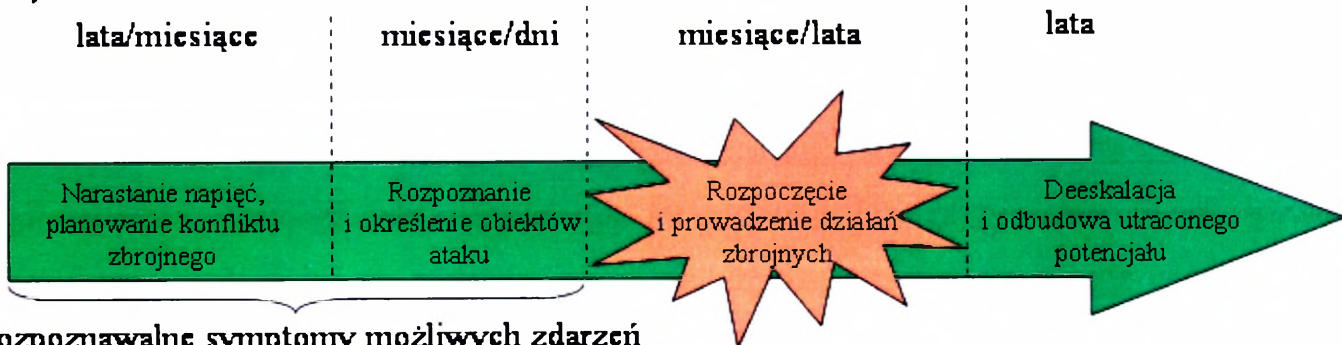 lata/miesiące
miesiące/dni
miesiące/lata
lata
Narastanie napięć,
planowanie konfliktu
zbrojnego
Rozpoznanie
i określenie obiektów
ataku
Rozpoczęcie
i prowadzenie działań
zbrojnych
Deeskalacja
i odbudowa utraconego
potencjału
ozpoznawalne symptomy możliwych zdarzeń